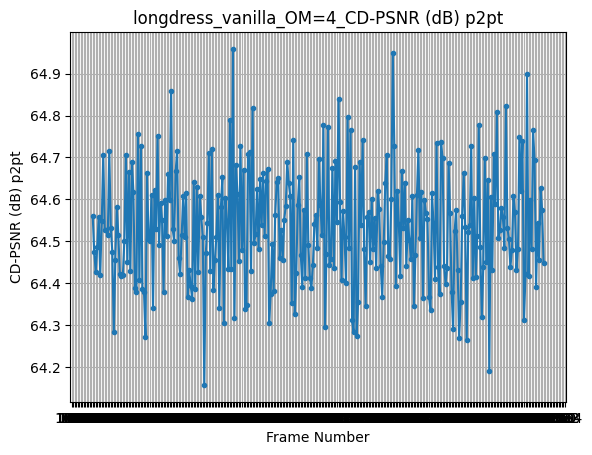 longdress_vanilla_OM=4_CD-PSNR (dB) p2pt
CD-PSNR (dB) p2pt
64.9
64.8
64.7
64.6
64.5
64.4
64.3
64.2
Frame Number